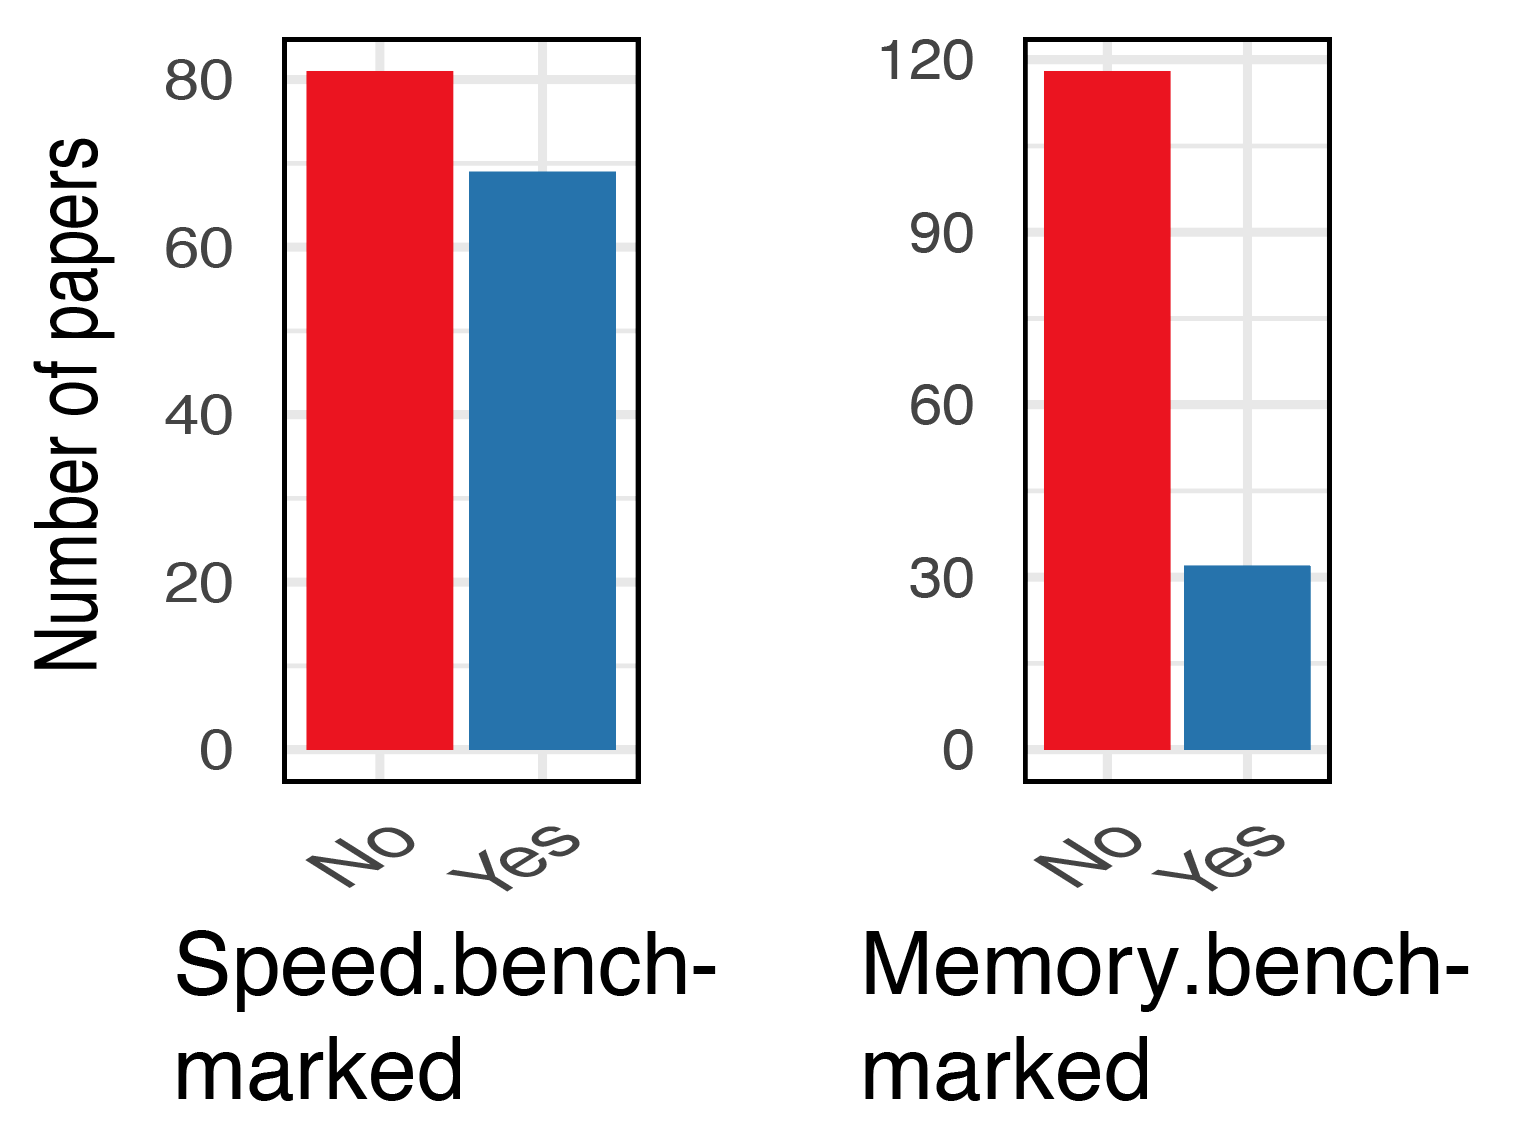 Number of papers
80
60
40
20
0
No
Yes
Speed.bench-
marked
120
90
60
30
0
No
Yes
Memory.bench-
marked